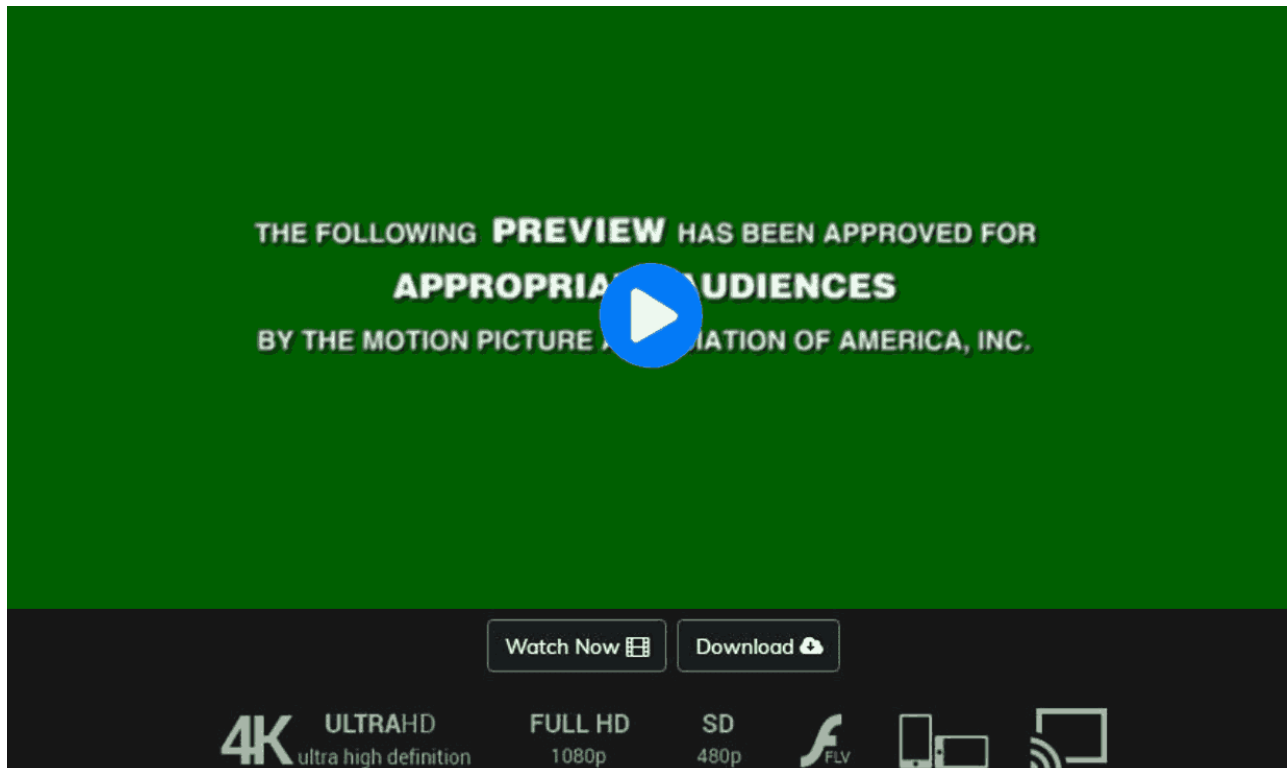 THE FOLLOWING PREVIEW HAS BEEN APPROVED FOR
AUDIENCES
BY THE MOTION PICTURE OF AMERICA, INC.
Watch Now
Download
4K ULTRAHD
ultra high definition
FULL HD
1080p
SD
480p
FLV